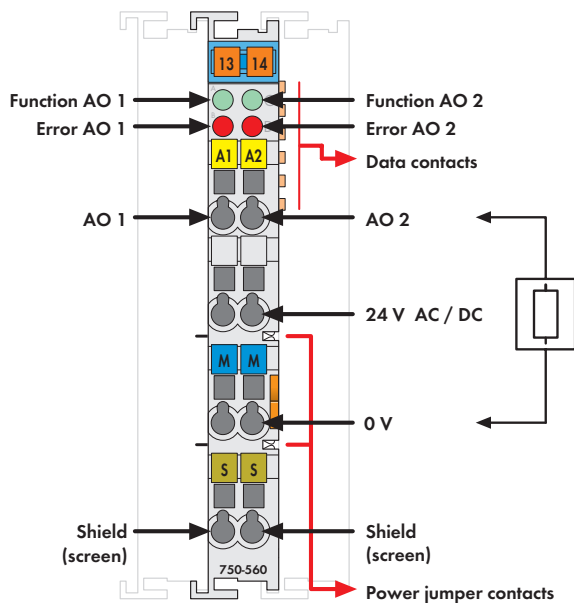 13 14
Function AO 1
Function AO 2
Error AO 1
Error AO 2
A1 A2
Data contacts
AO 1
AO 2
24 V AC / DC
M M
0 V
S S
Shield
(screen)
Shield
(screen)
750-560
Power jumper contacts